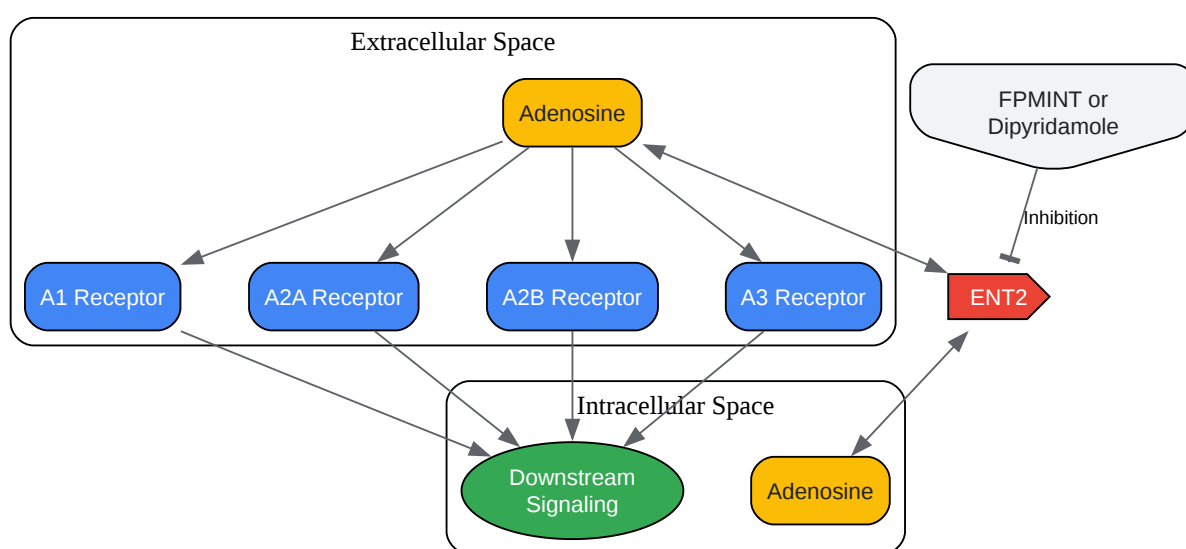 Extracellular Space
Adenosine
FPMINT or
Dipyridamole
Inhibition
A1 Receptor
A2A Receptor
A2B Receptor
A3 Receptor
ENT2
Intracellular Space
Downstream
Signaling
Adenosine